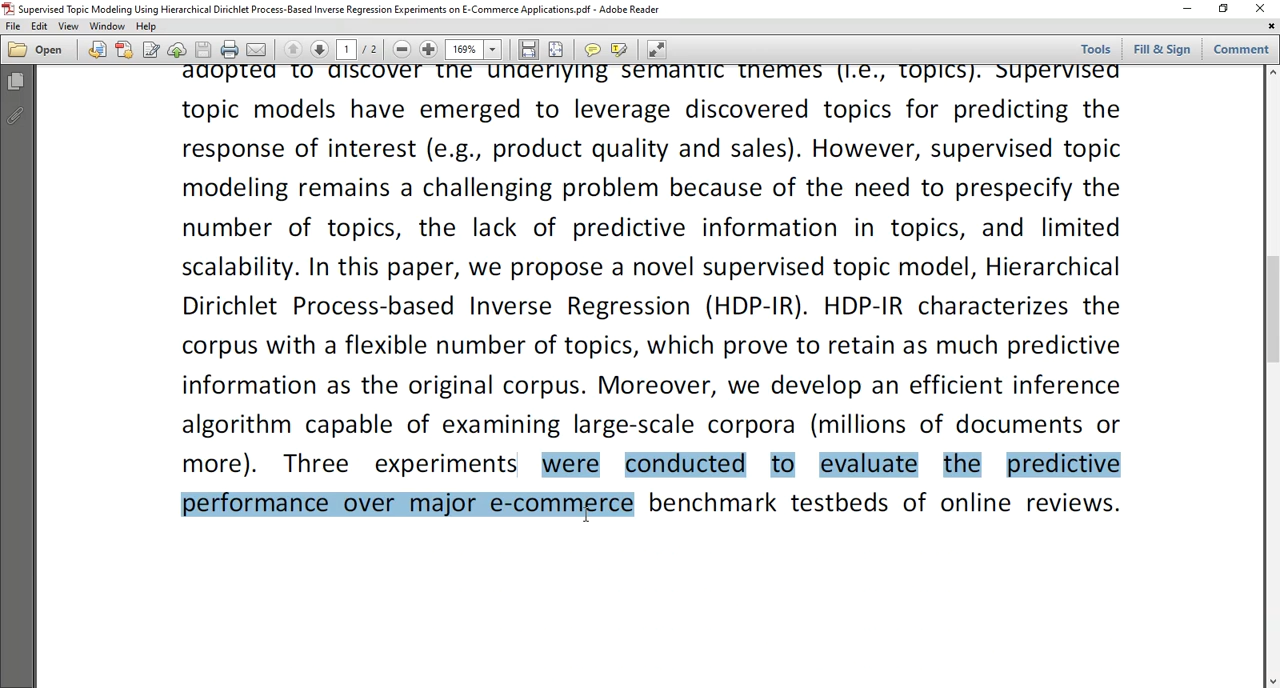 Supervised Topic Modeling Using Hierarchical Dirichlet Process-Based Inverse Regression Experiments on E-Commerce Applications.pdf - Adobe Reader
File Edit View Window Help
Open 1 / 2 169% Tools Fill & Sign Comment
adopted to discover the underlying semantic themes (i.e., topics). Supervised
topic models have emerged to leverage discovered topics for predicting the
response of interest (e.g., product quality and sales). However, supervised topic
modeling remains a challenging problem because of the need to prespecify the
number of topics, the lack of predictive information in topics, and limited
scalability. In this paper, we propose a novel supervised topic model, Hierarchical
Dirichlet Process-based Inverse Regression (HDP-IR). HDP-IR characterizes the
corpus with a flexible number of topics, which prove to retain as much predictive
information as the original corpus. Moreover, we develop an efficient inference
algorithm capable of examining large-scale corpora (millions of documents or
more). Three experiments were conducted to evaluate the predictive
performance over major e-commerce benchmark testbeds of online reviews.